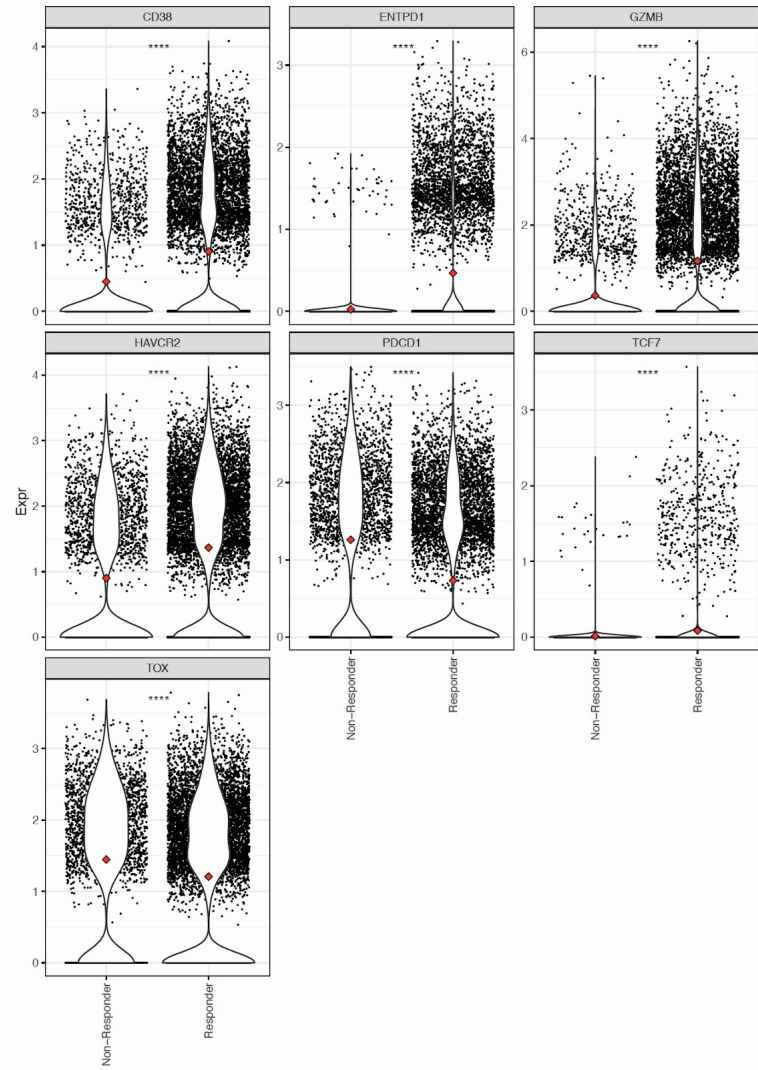 CD38
ENTPD1
GZMB
****
****
****
4
3
2
1
0
3
2
1
0
6
4
2
0
HAVCR2
PDCD1
TCF7
****
****
****
4
3
2
1
0
3
2
1
0
3
2
1
0
Expr
TOX
Non-Responder
Responder
Non-Responder
Responder
****
3
2
1
0
Non-Responder
Responder